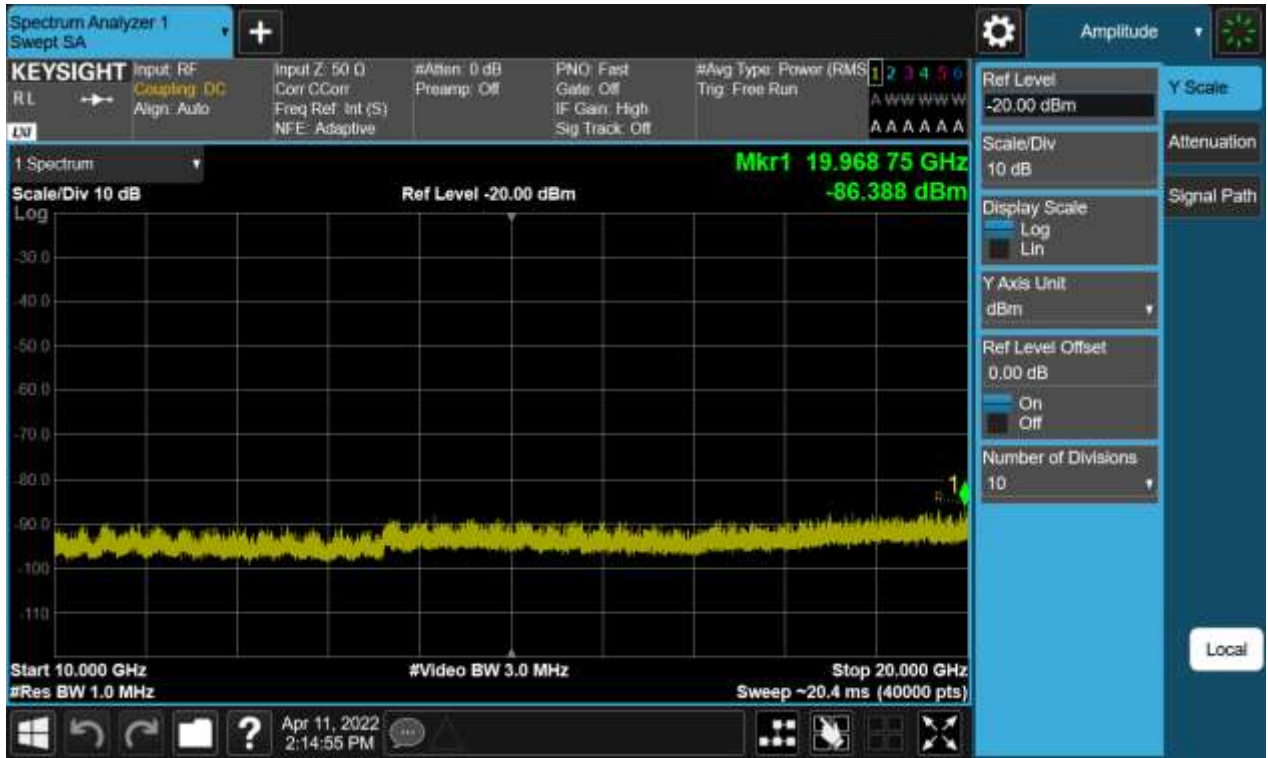 Spectrum Analyzer 1
Swept SA
+
Amplitude
KEYSIGHT
RL
LXI
Input: RF
Coupling: DC
Align: Auto
Input Z: 50 Ω
Corr CCorr
Freq Ref: Int (S)
NFE: Adaptive
#Atten: 0 dB
Preamp: Off
PNO: Fast
Gate: Off
IF Gain: High
Sig Track: Off
#Avg Type: Power (RMS
Trig: Free Run
1 2 3 4 5 6
A W W W W W
A A A A A A
1 Spectrum
Mkr1 19.968 75 GHz
-86.388 dBm
Scale/Div 10 dB
Ref Level -20.00 dBm
Log
-30.0
-40.0
-50.0
-60.0
-70.0
-80.0
-90.0
-100
-110
1
Start 10.000 GHz
#Video BW 3.0 MHz
Stop 20.000 GHz
#Res BW 1.0 MHz
Sweep ~20.4 ms (40000 pts)
Ref Level
-20.00 dBm
Scale/Div
10 dB
Display Scale
Log
Lin
Y Axis Unit
dBm
Ref Level Offset
0.00 dB
On
Off
Number of Divisions
10
Y Scale
Attenuation
Signal Path
Local
?
Apr 11, 2022
2:14:55 PM